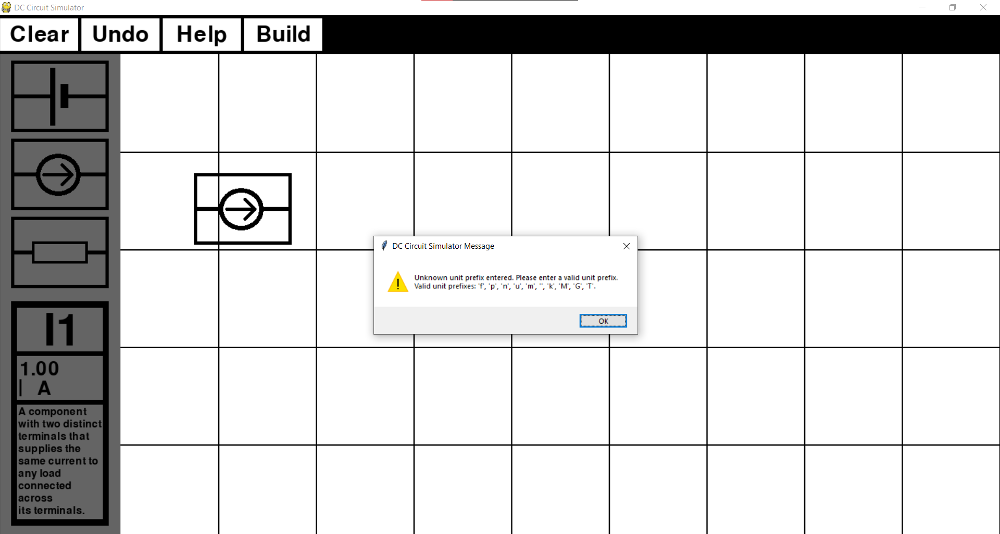 DC Circuit Simulator
Clear Undo Help Build
I1
1.00
| A
A component
with two distinct
terminals that
supplies the
same current to
any load
connected
across
its terminals.
DC Circuit Simulator Message
Unknown unit prefix entered. Please enter a valid unit prefix.
Valid unit prefixes: 'f', 'p', 'n', 'u', 'm', '', 'k', 'M', 'G', 'T'.
OK